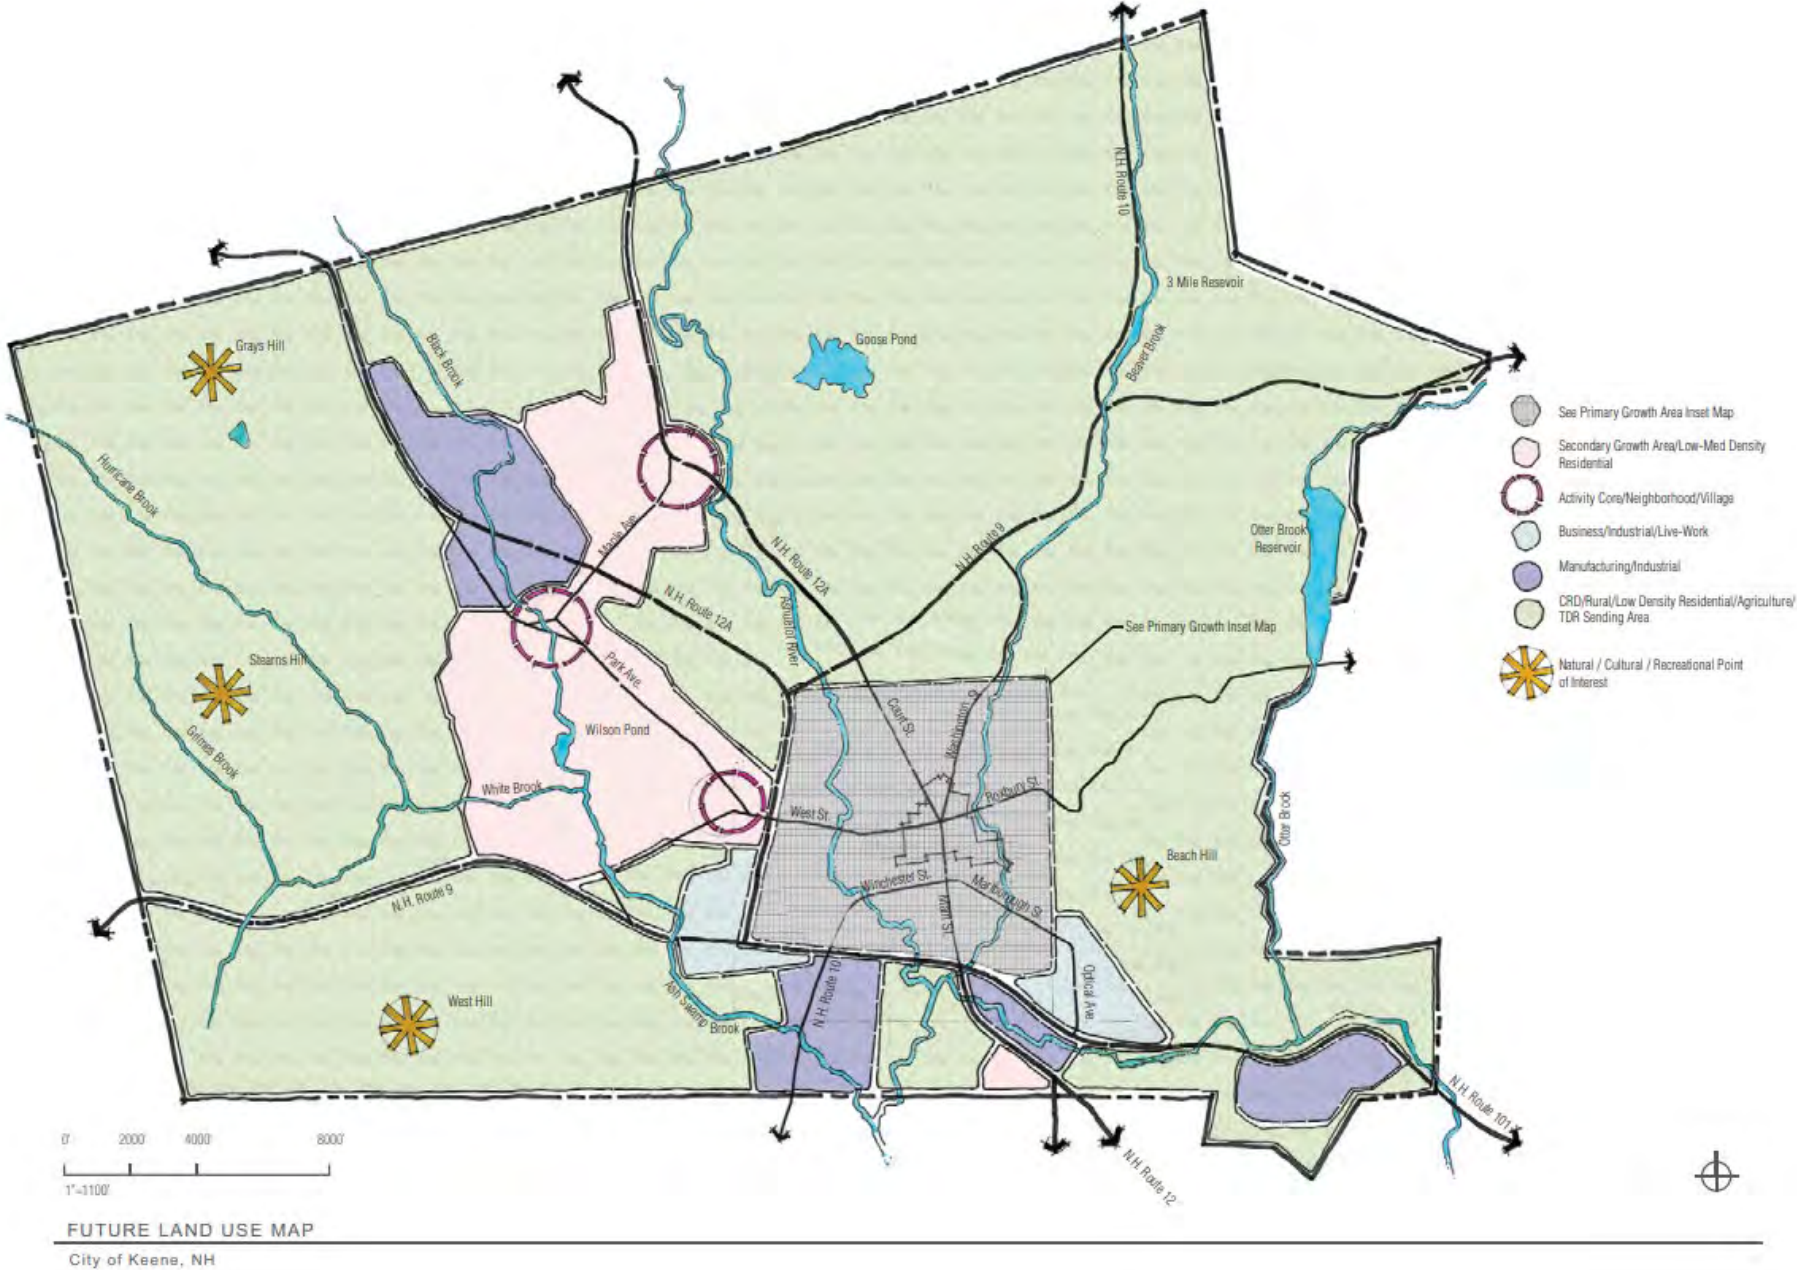 N.H. Route 10
3 Mile Resevoir
Grays Hill
Black Brook
Goose Pond
Beaver Brook
Hurricane Brook
See Primary Growth Area Inset Map
Secondary Growth Area/Low-Med Density
Residential
Activity Core/Neighborhood/Village
Business/Industrial/Live-Work
Manufacturing/Industrial
CRD/Rural/Low Density Residential/Agriculture/
TDR Sending Area
Natural / Cultural / Recreational Point
of Interest
Maple Ave.
N.H. Route 12A
N.H. Route 9
Otter Brook
Reservoir
N.H. Route 12A
Ashuelot River
See Primary Growth Inset Map
Stearns Hill
Park Ave.
Grimes Brook
Wilson Pond
Court St.
Washington
White Brook
West St.
Roxbury St.
Otter Brook
Beach Hill
N.H. Route 9
Winchester St.
Marlborough St.
Main St.
West Hill
Ash Swamp Brook
N.H. Route 10
Optical Ave
N.H. Route 101
N.H. Route 12
0' 2000' 4000' 8000'
1"=1100'
FUTURE LAND USE MAP
City of Keene, NH